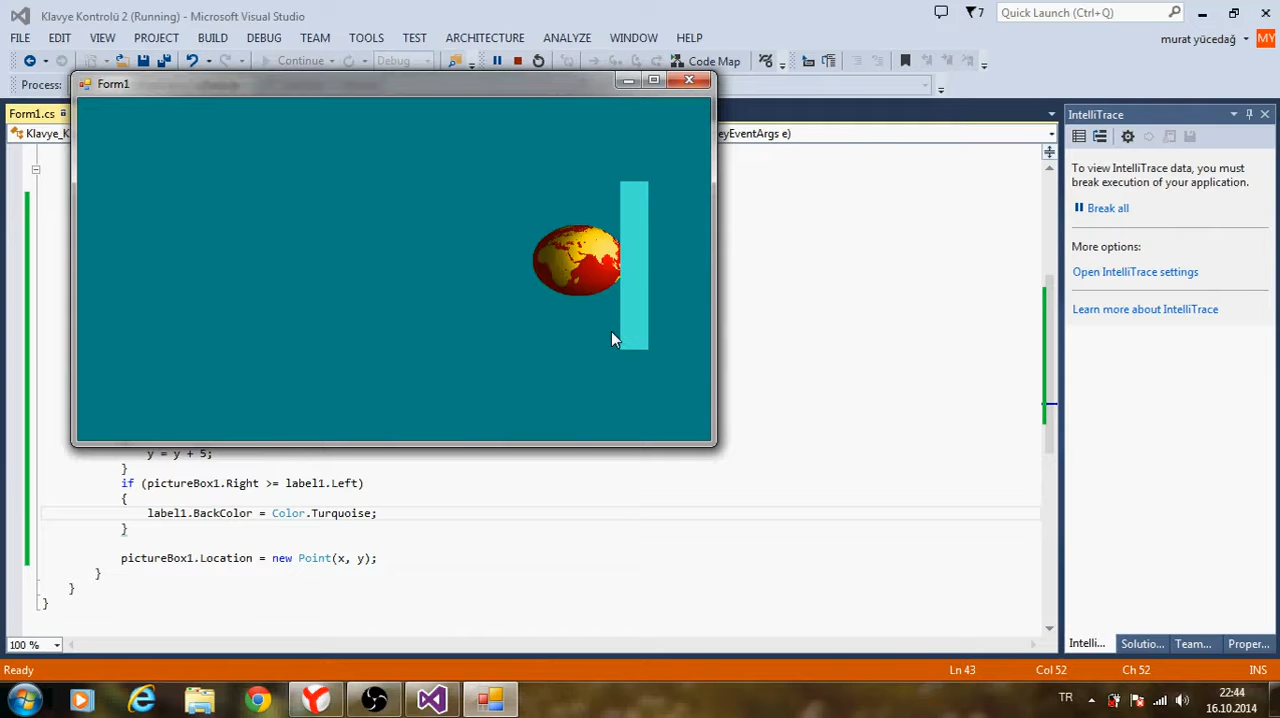 Klavye Kontrolü 2 (Running) - Microsoft Visual Studio
7
Quick Launch (Ctrl+Q)
FILE EDIT VIEW PROJECT BUILD DEBUG TEAM TOOLS TEST ARCHITECTURE ANALYZE WINDOW HELP
murat yücedağ MY
Continue Debug Code Map
Process:
Form1
Form1.cs
Klavye_K
eyEventArgs e)
IntelliTrace
To view IntelliTrace data, you must
break execution of your application.
Break all
More options:
Open IntelliTrace settings
Learn more about IntelliTrace
y = y + 5;
}
if (pictureBox1.Right >= label1.Left)
{
label1.BackColor = Color.Turquoise;
}
pictureBox1.Location = new Point(x, y);
}
}
}
100 %
Intelli... Solutio... Team... Proper...
Ready Ln 43 Col 52 Ch 52 INS
TR
22:44
16.10.2014